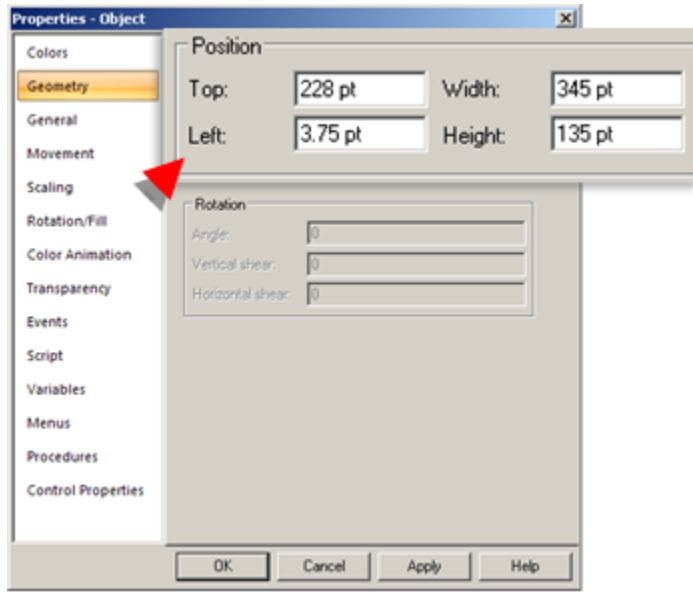 Properties - Object
Colors
Geometry
General
Movement
Scaling
Rotation/Fill
Color Animation
Transparency
Events
Script
Variables
Menus
Procedures
Control Properties
Position
Top: 228 pt Width: 345 pt
Left: 3.75 pt Height: 135 pt
Rotation
Angle: 0
Vertical shear: 0
Horizontal shear: 0
OK Cancel Apply Help